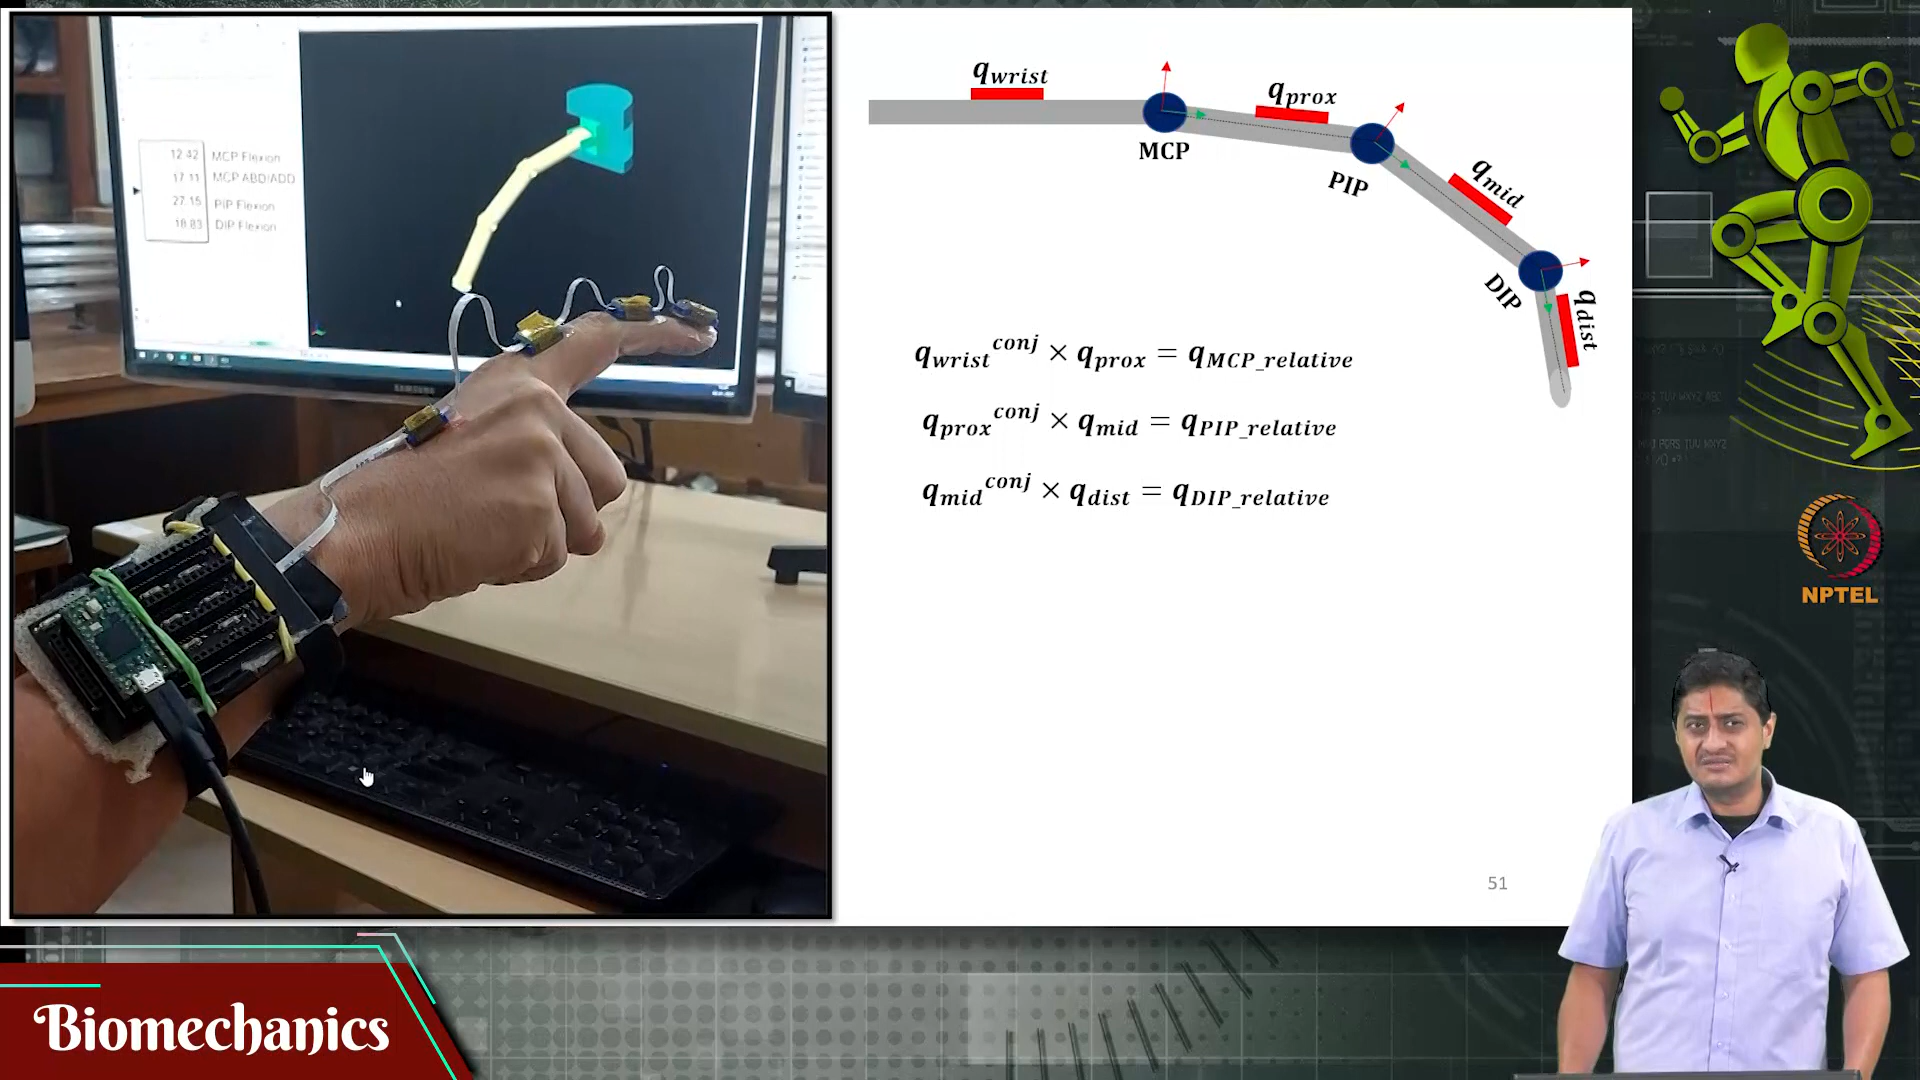 12.42 MCP Flexion
17.11 MCP ABD/ADD
27.15 PIP Flexion
18.83 DIP Flexion
SAMSUNG
q_wrist
q_prox
q_mid
q_dist
MCP
PIP
DIP
q_wrist^conj × q_prox = q_MCP_relative
q_prox^conj × q_mid = q_PIP_relative
q_mid^conj × q_dist = q_DIP_relative
51
NPTEL
Biomechanics